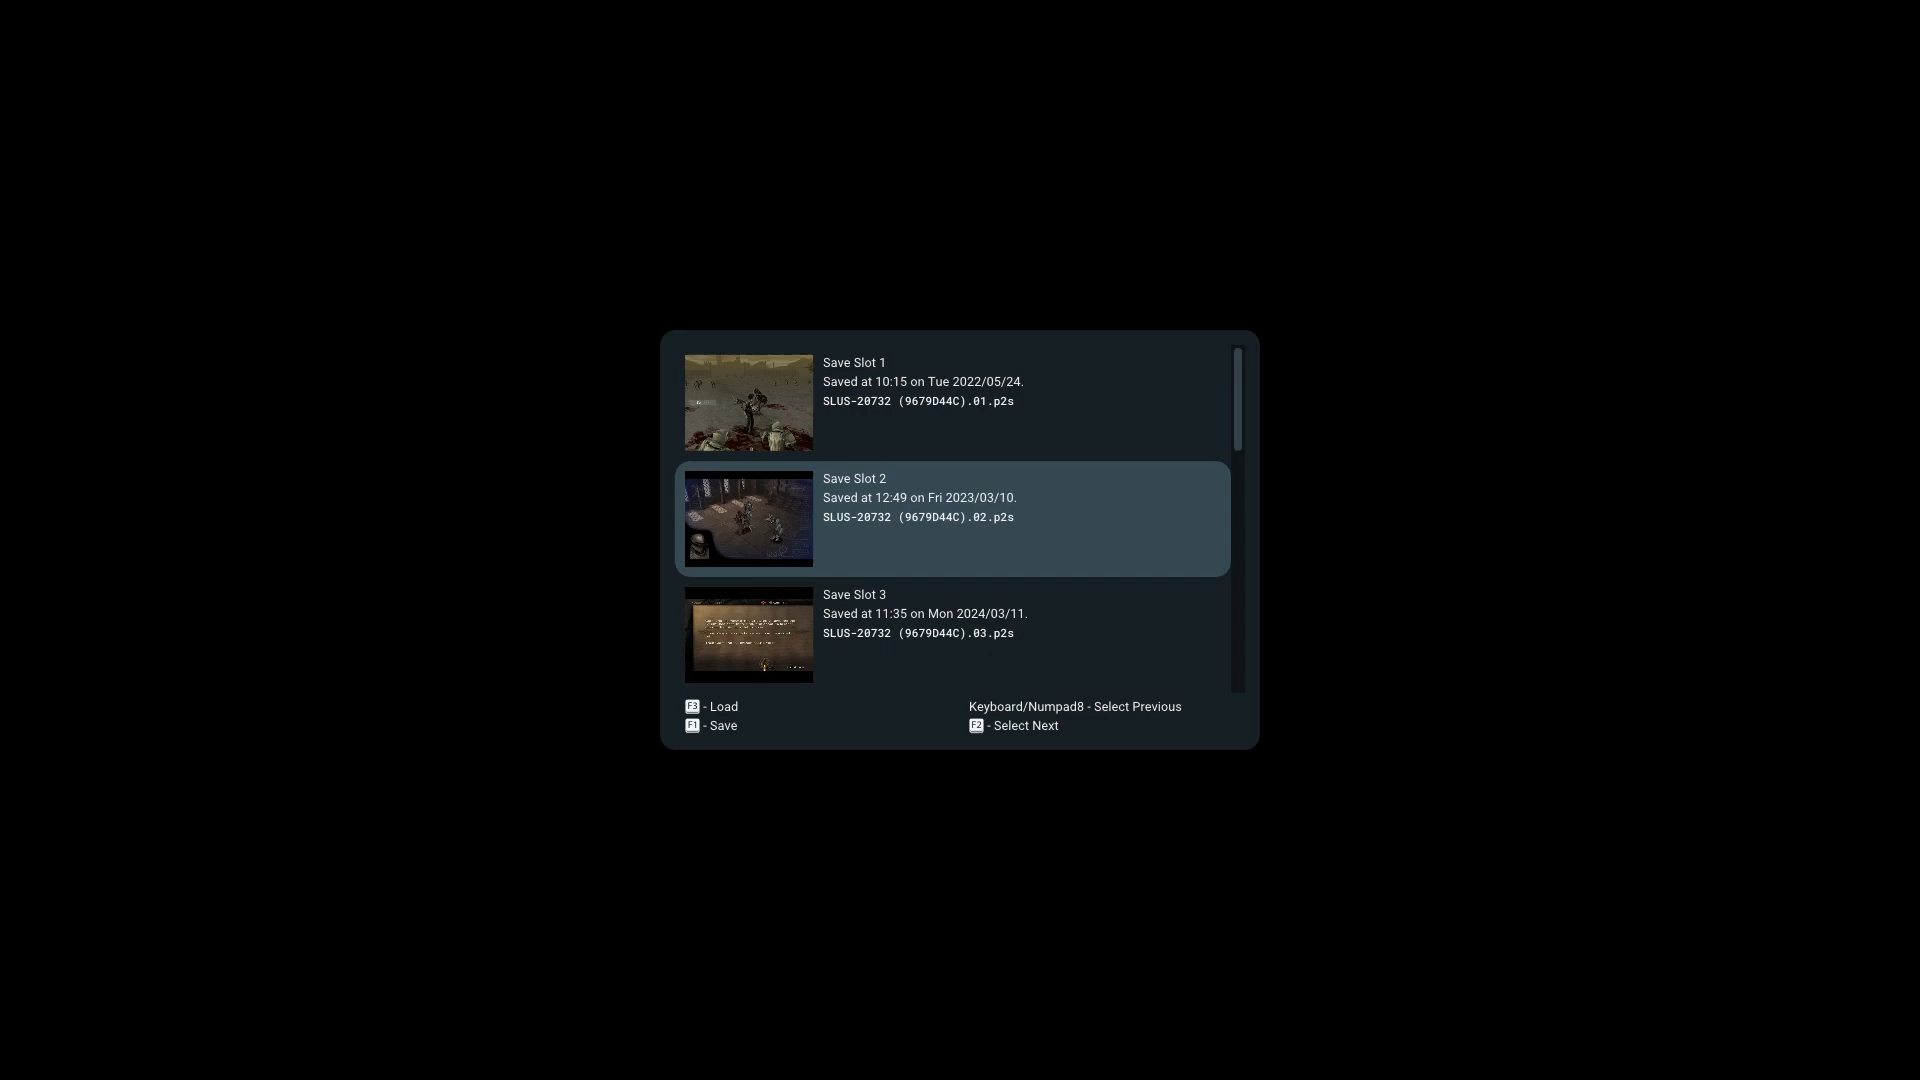 Save Slot 1
Saved at 10:15 on Tue 2022/05/24.
SLUS-20732 (9679D44C).01.p2s
Save Slot 2
Saved at 12:49 on Fri 2023/03/10.
SLUS-20732 (9679D44C).02.p2s
Save Slot 3
Saved at 11:35 on Mon 2024/03/11.
SLUS-20732 (9679D44C).03.p2s
F3 - Load
F1 - Save
Keyboard/Numpad8 - Select Previous
F2 - Select Next